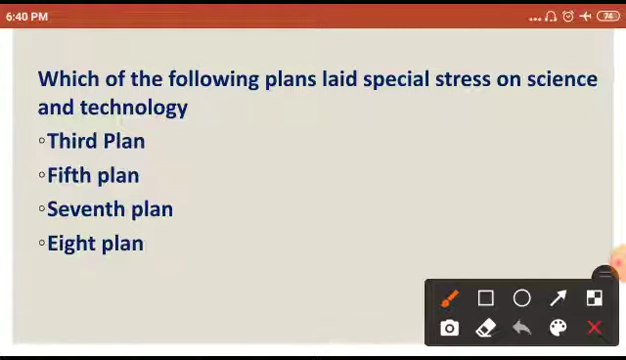 6:40 PM
... 74
Which of the following plans laid special stress on science
and technology
◦Third Plan
◦Fifth plan
◦Seventh plan
◦Eight plan